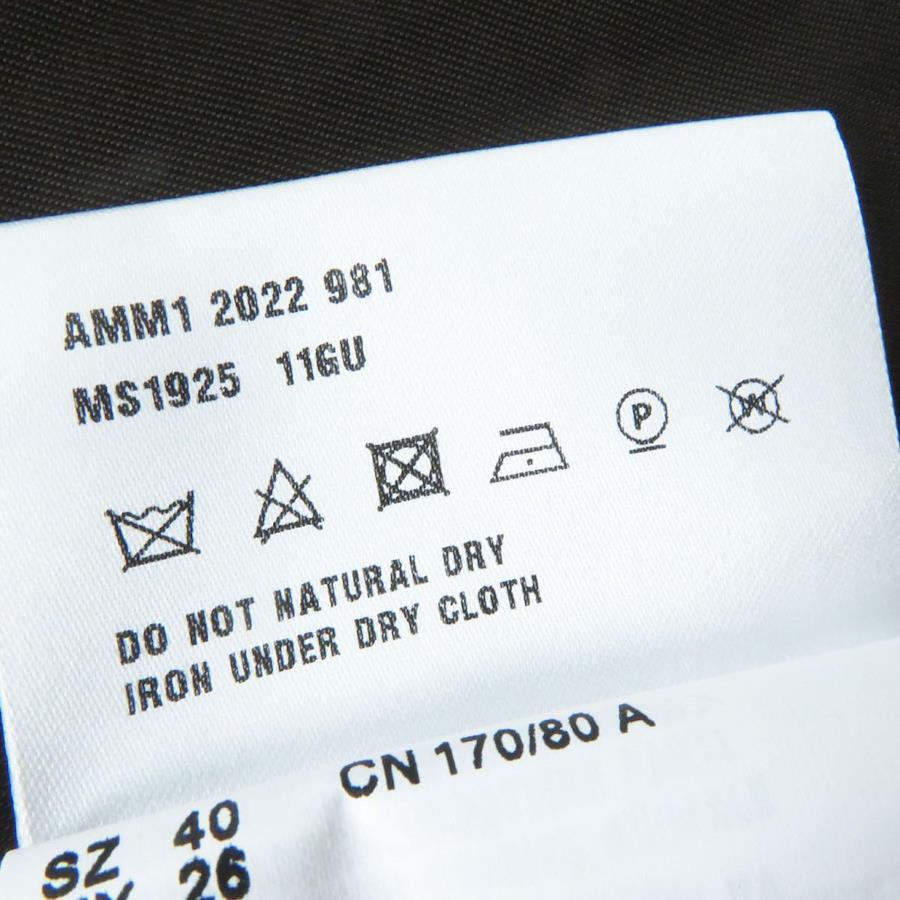 AMM1 2022 981
MS1925 11GU
P
W
DO NOT NATURAL DRY
IRON UNDER DRY CLOTH
CN 170/80 A
SZ 40
26